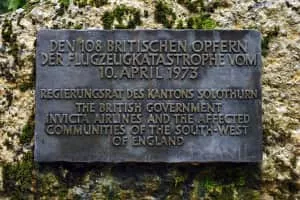 DEN 108 BRITISCHEN OPFERN
DER FLUGZEUGKATASTROPHE VOM
10. APRIL 1973
REGIERUNGSRAT DES KANTONS SOLOTHURN
THE BRITISH GOVERNMENT
INVICTA AIRLINES AND THE AFFECTED
COMMUNITIES OF THE SOUTH-WEST
OF ENGLAND